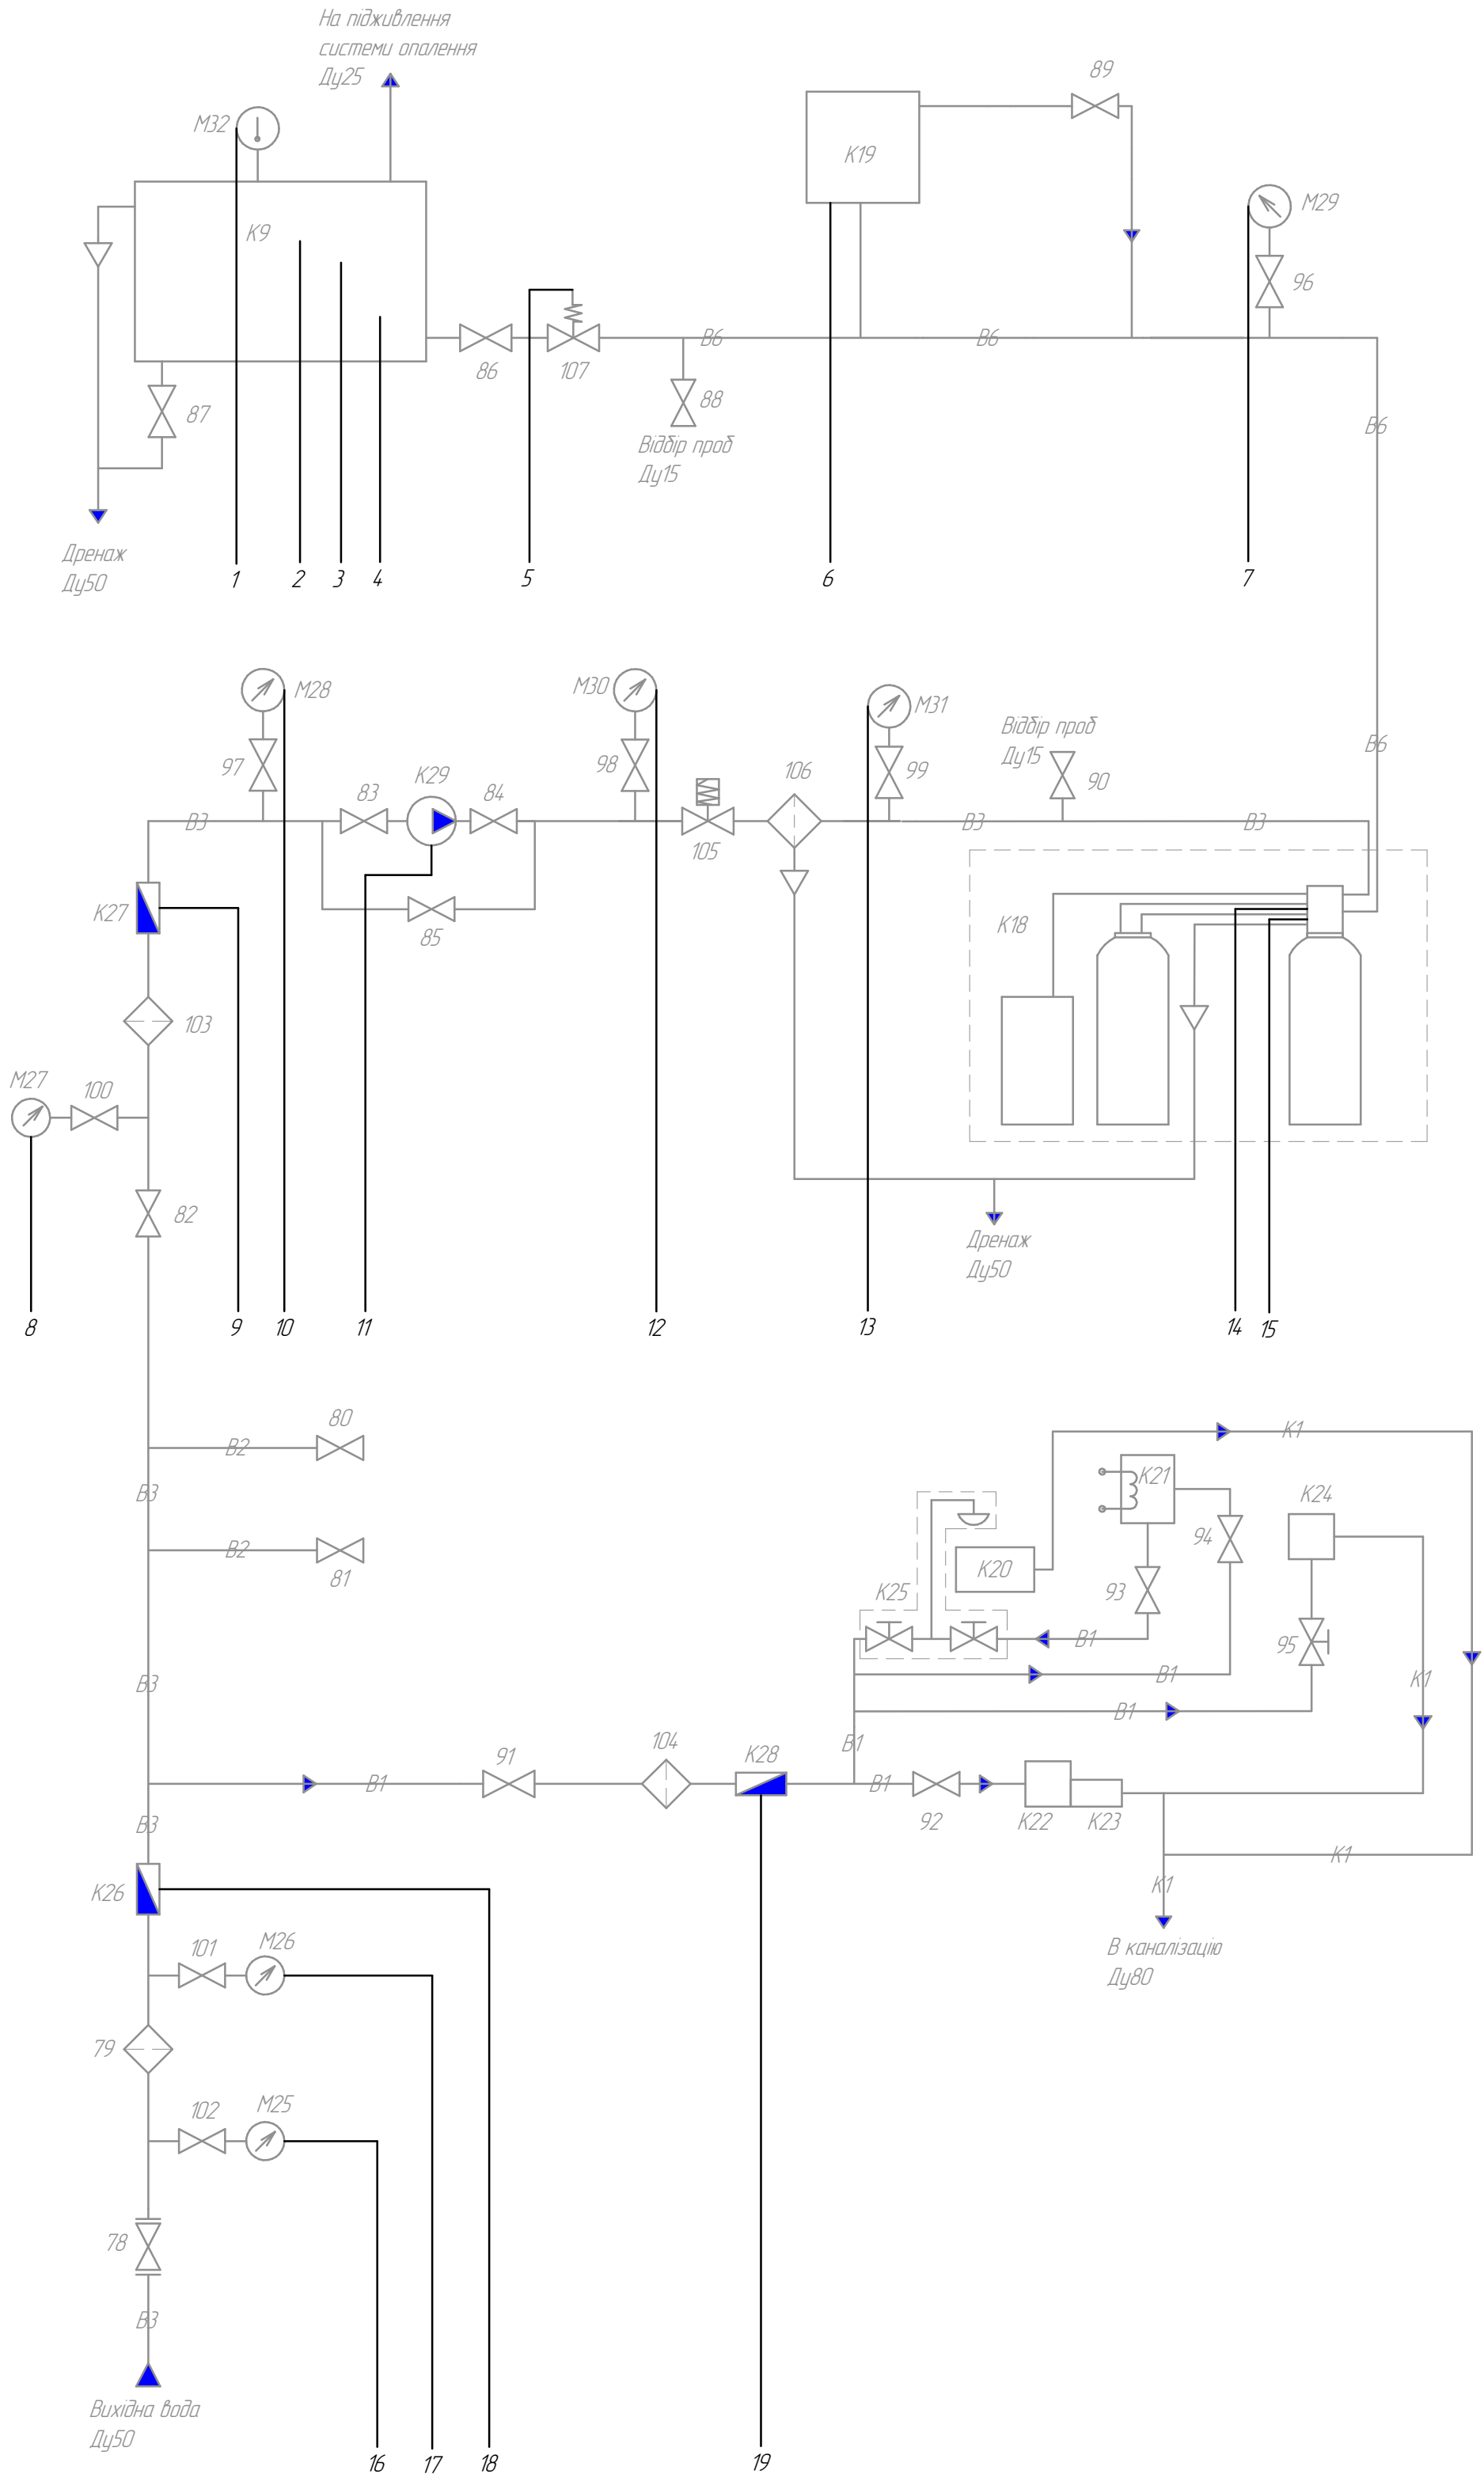 На підживлення
системи опалення
Ду25
М32
К9
К19
89
М29
96
86
107
В6
В6
88
87
Відбір проб
Ду15
В6
Дренаж
Ду50
1
2
3
4
5
6
7
М28
М30
М31
Відбір проб
Ду15
В6
97
98
99
90
К29
83
84
106
В3
105
В3
В3
К27
85
К18
103
М27
100
82
Дренаж
Ду50
8
9
10
11
12
13
14
15
80
В2
В3
В2
81
К1
К21
К24
94
К20
К25
93
95
В1
В1
К1
В3
В1
В1
91
104
К28
В1
В1
92
К22
К23
В3
К1
К26
К1
101
М26
В каналізацію
Ду80
79
102
М25
78
В3
Вихідна вода
Ду50
16
17
18
19